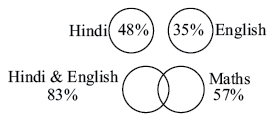 Hindi 48% 35% English
Hindi & English Maths
83% 57%